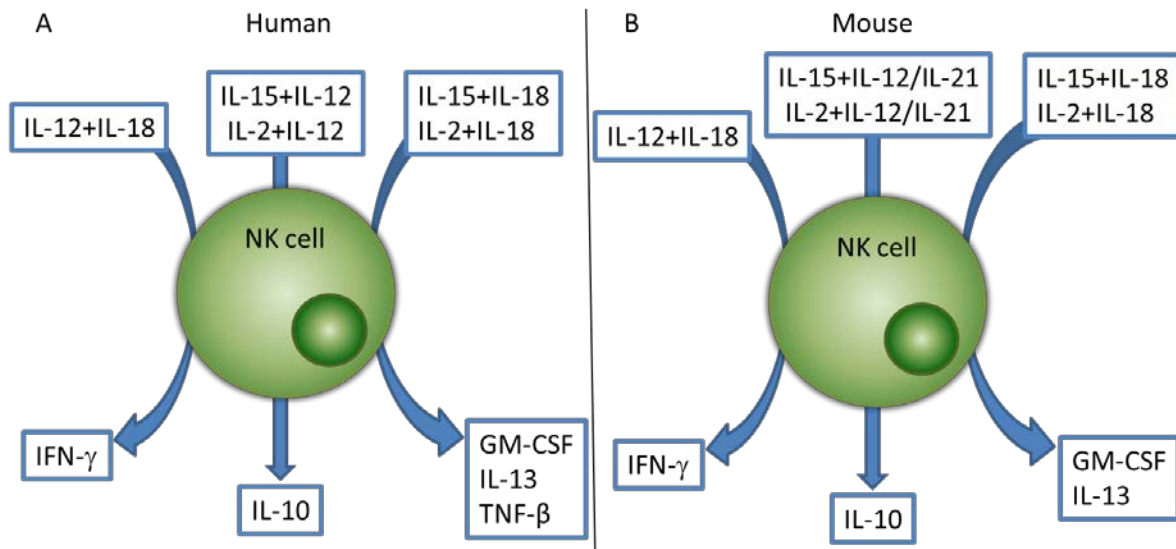 A
Human
IL-12+IL-18
IL-15+IL-12
IL-2+IL-12
IL-15+IL-18
IL-2+IL-18
NK cell
IFN-γ
IL-10
GM-CSF
IL-13
TNF-β
B
Mouse
IL-12+IL-18
IL-15+IL-12/IL-21
IL-2+IL-12/IL-21
IL-15+IL-18
IL-2+IL-18
NK cell
IFN-γ
IL-10
GM-CSF
IL-13